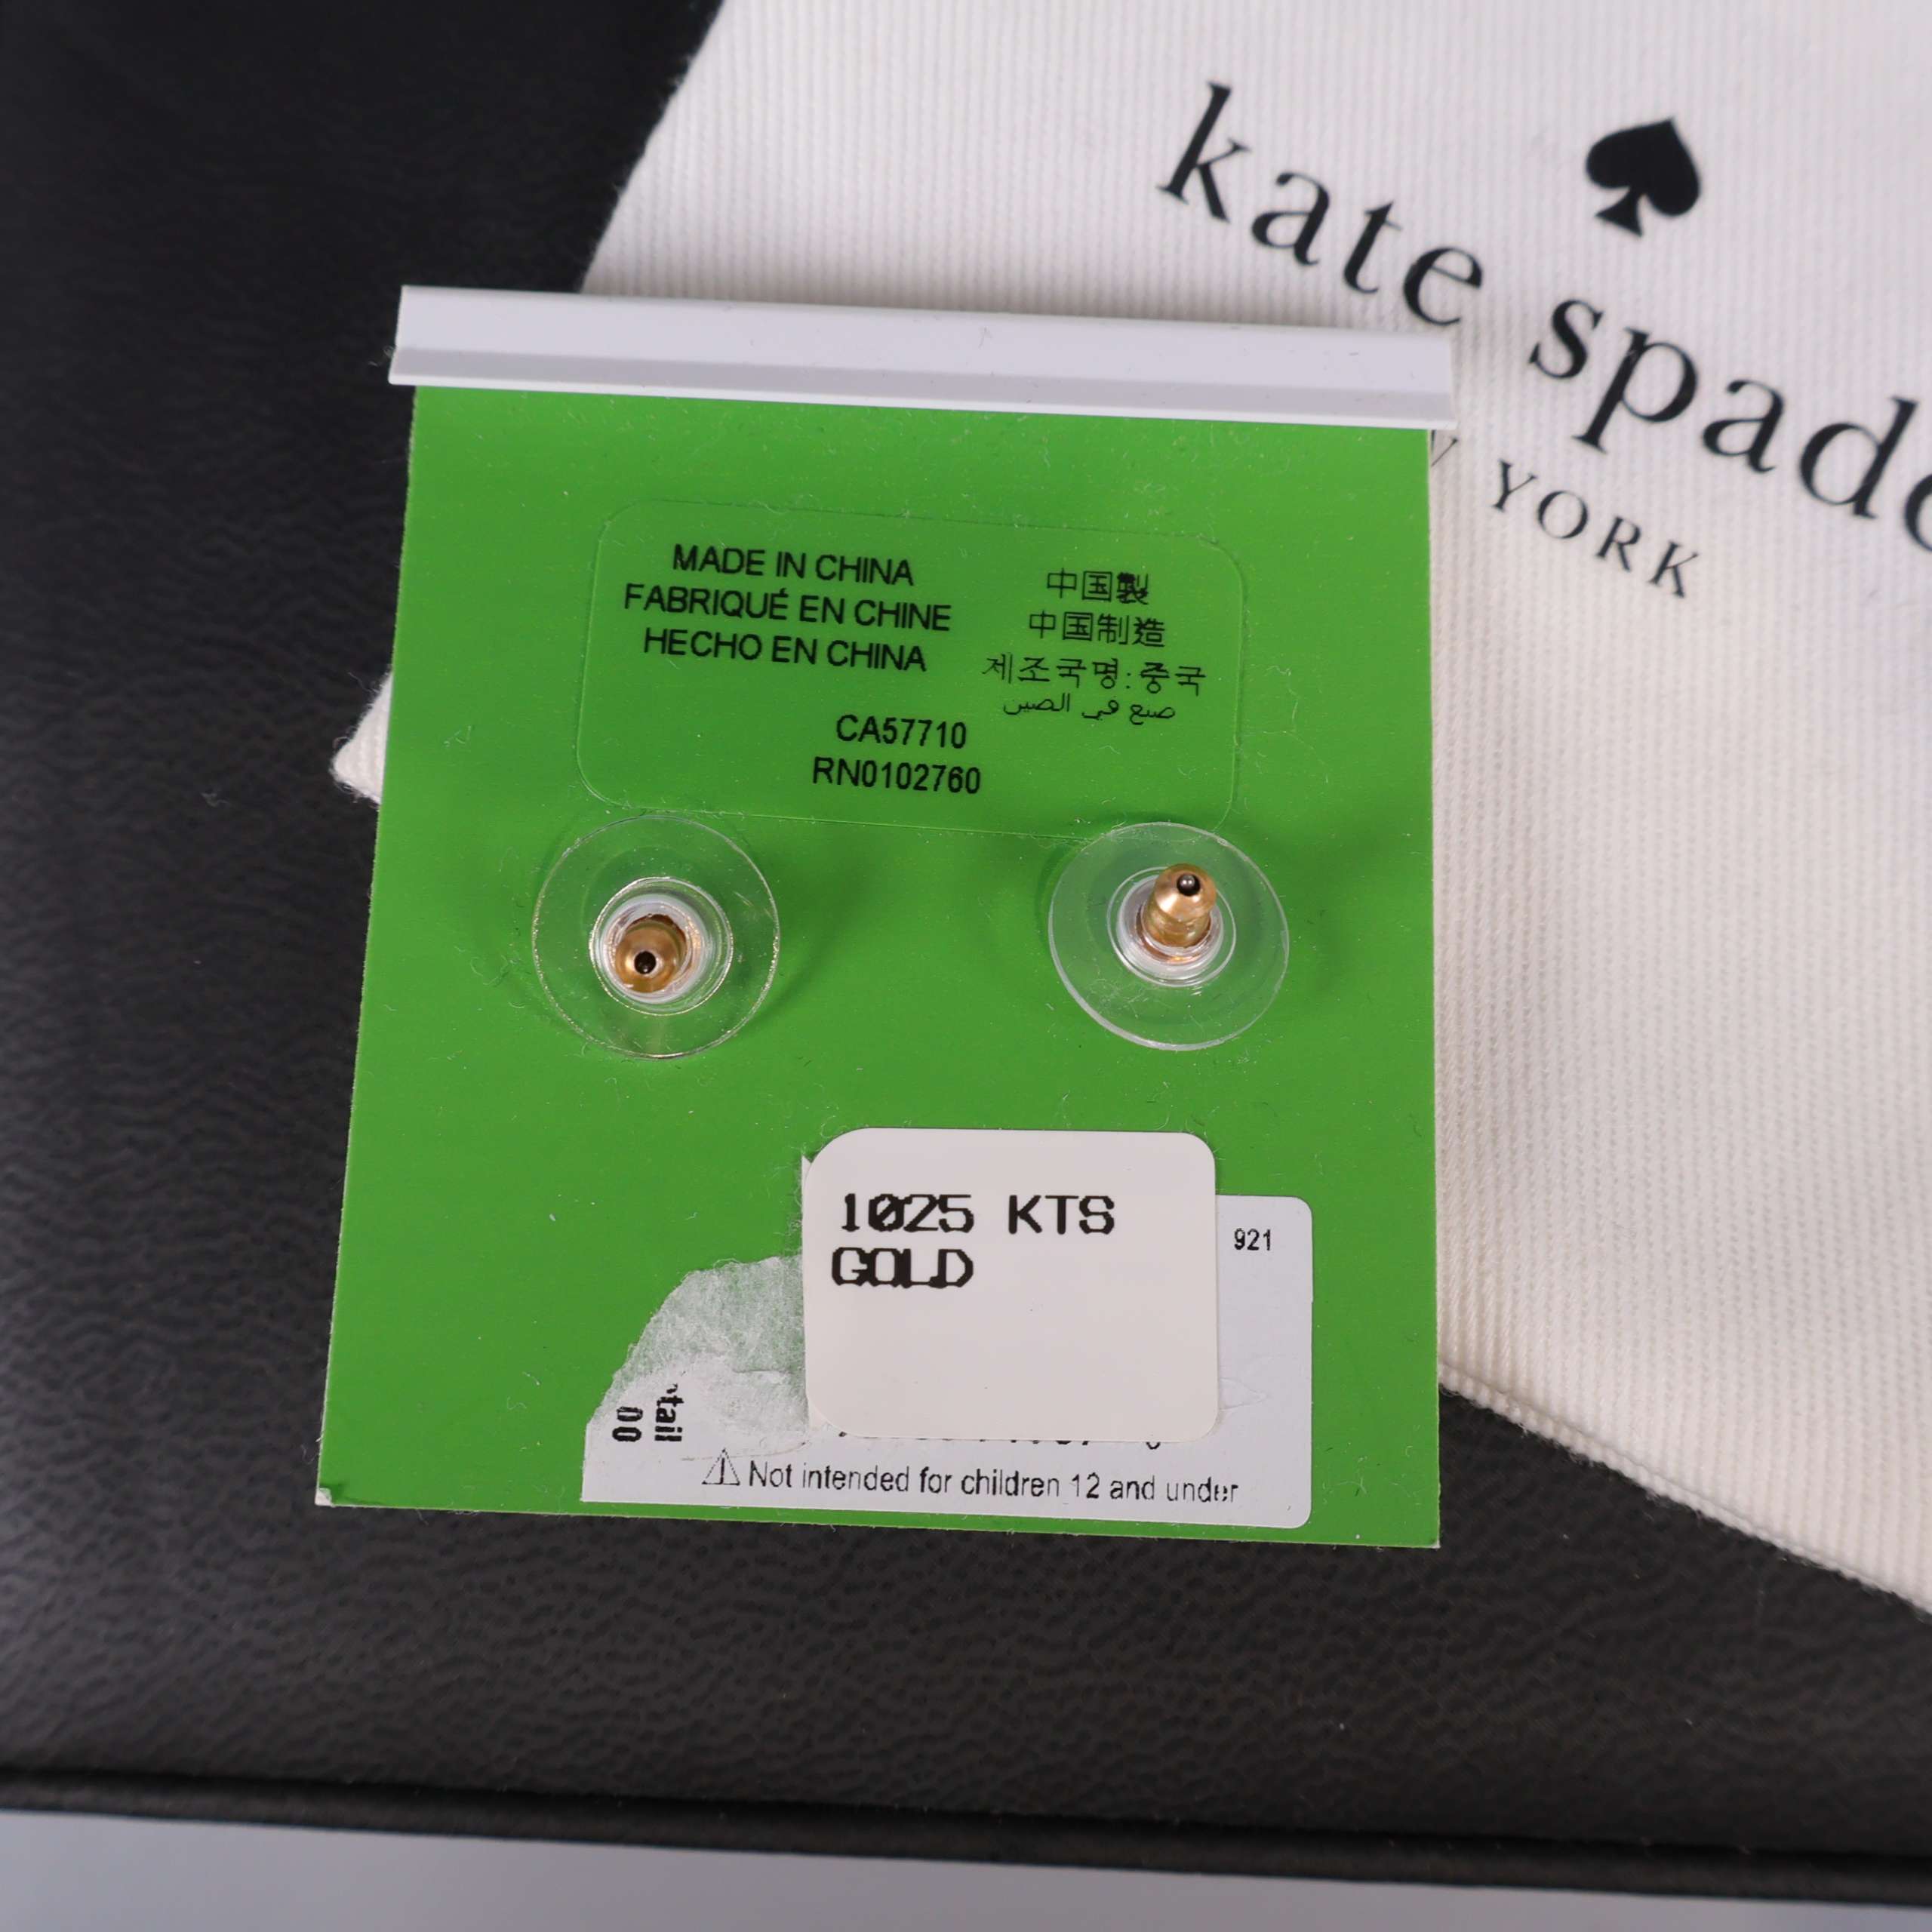 kate spade
YORK
MADE IN CHINA
FABRIQUÉ EN CHINE
HECHO EN CHINA
中国製
中国制造
제조국명:중국
صنع في الصين
CA57710
RN0102760
1025 KTS
GOLD
921
00
Not intended for children 12 and under